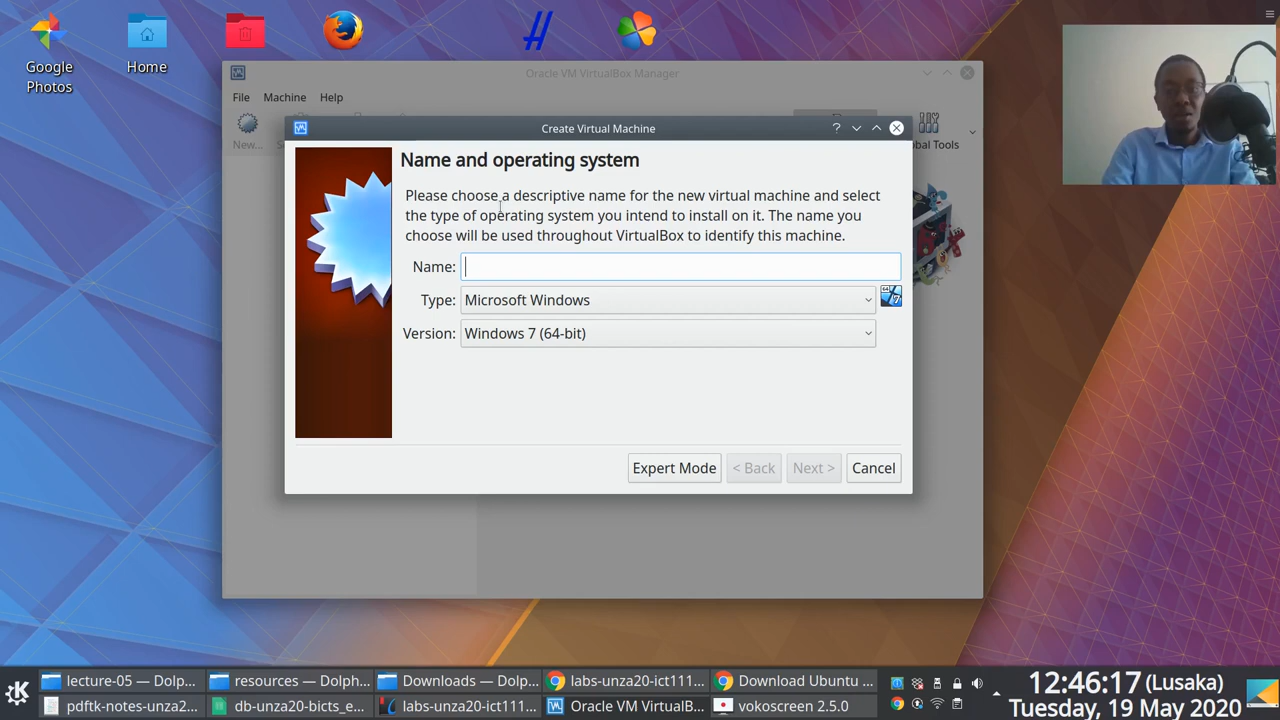 Google
Photos
Home
Oracle VM VirtualBox Manager
File Machine Help
New...
bal Tools
Create Virtual Machine
Name and operating system
Please choose a descriptive name for the new virtual machine and select
the type of operating system you intend to install on it. The name you
choose will be used throughout VirtualBox to identify this machine.
Name:
Type: Microsoft Windows
Version: Windows 7 (64-bit)
Expert Mode < Back Next > Cancel
lecture-05 — Dolp... resources — Dolph... Downloads — Dolp... labs-unza20-ict111... Download Ubuntu ...
pdftk-notes-unza2... db-unza20-bicts_e... labs-unza20-ict111... Oracle VM VirtualB... vokoscreen 2.5.0
12:46:17 (Lusaka)
Tuesday, 19 May 2020